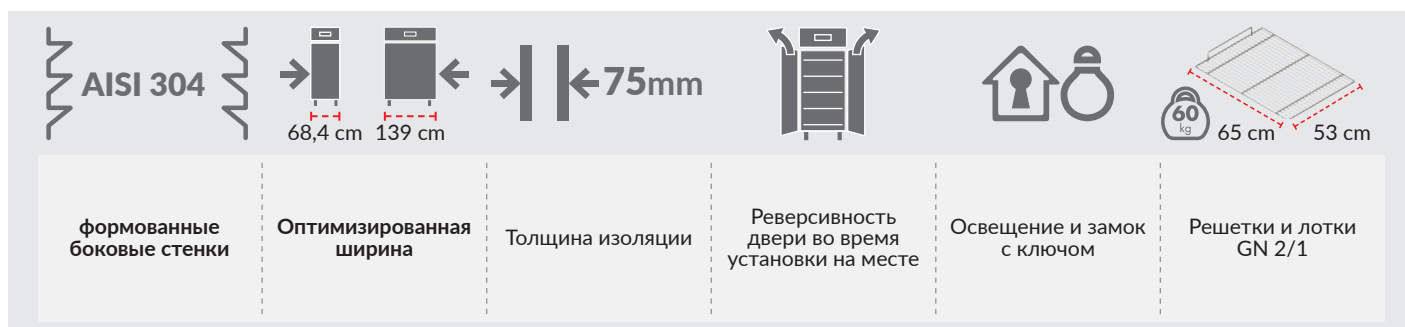 AISI 304
68,4 cm
139 cm
75mm
60
kg
65 cm
53 cm
формованные
боковые стенки
Оптимизированная
ширина
Толщина изоляции
Реверсивность
двери во время
установки на месте
Освещение и замок
с ключом
Решетки и лотки
GN 2/1